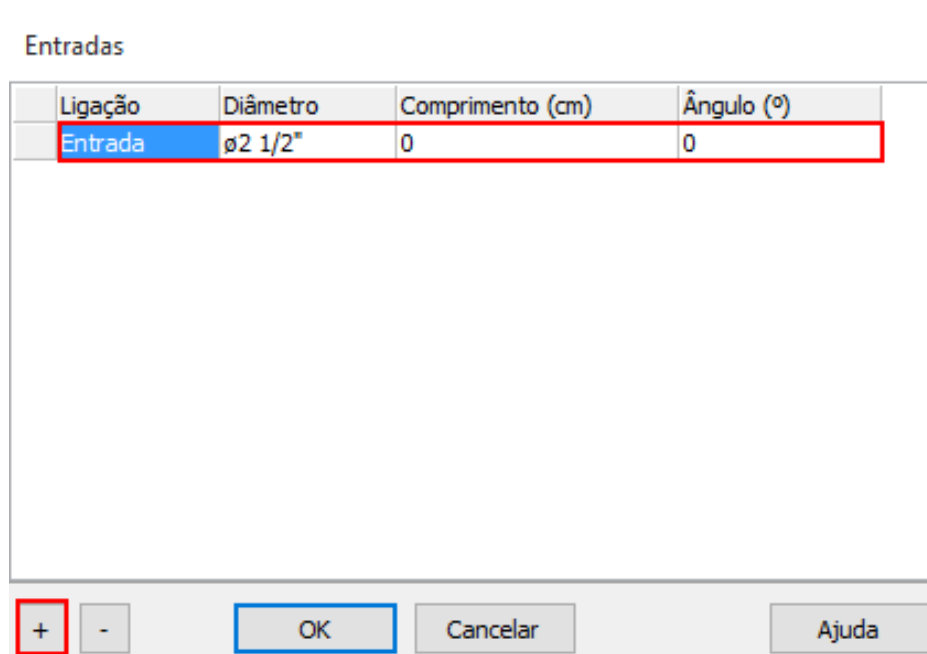 Entradas
Ligação Diâmetro Comprimento (cm) Ângulo (º)
Entrada ø2 1/2" 0 0
+ - OK Cancelar Ajuda